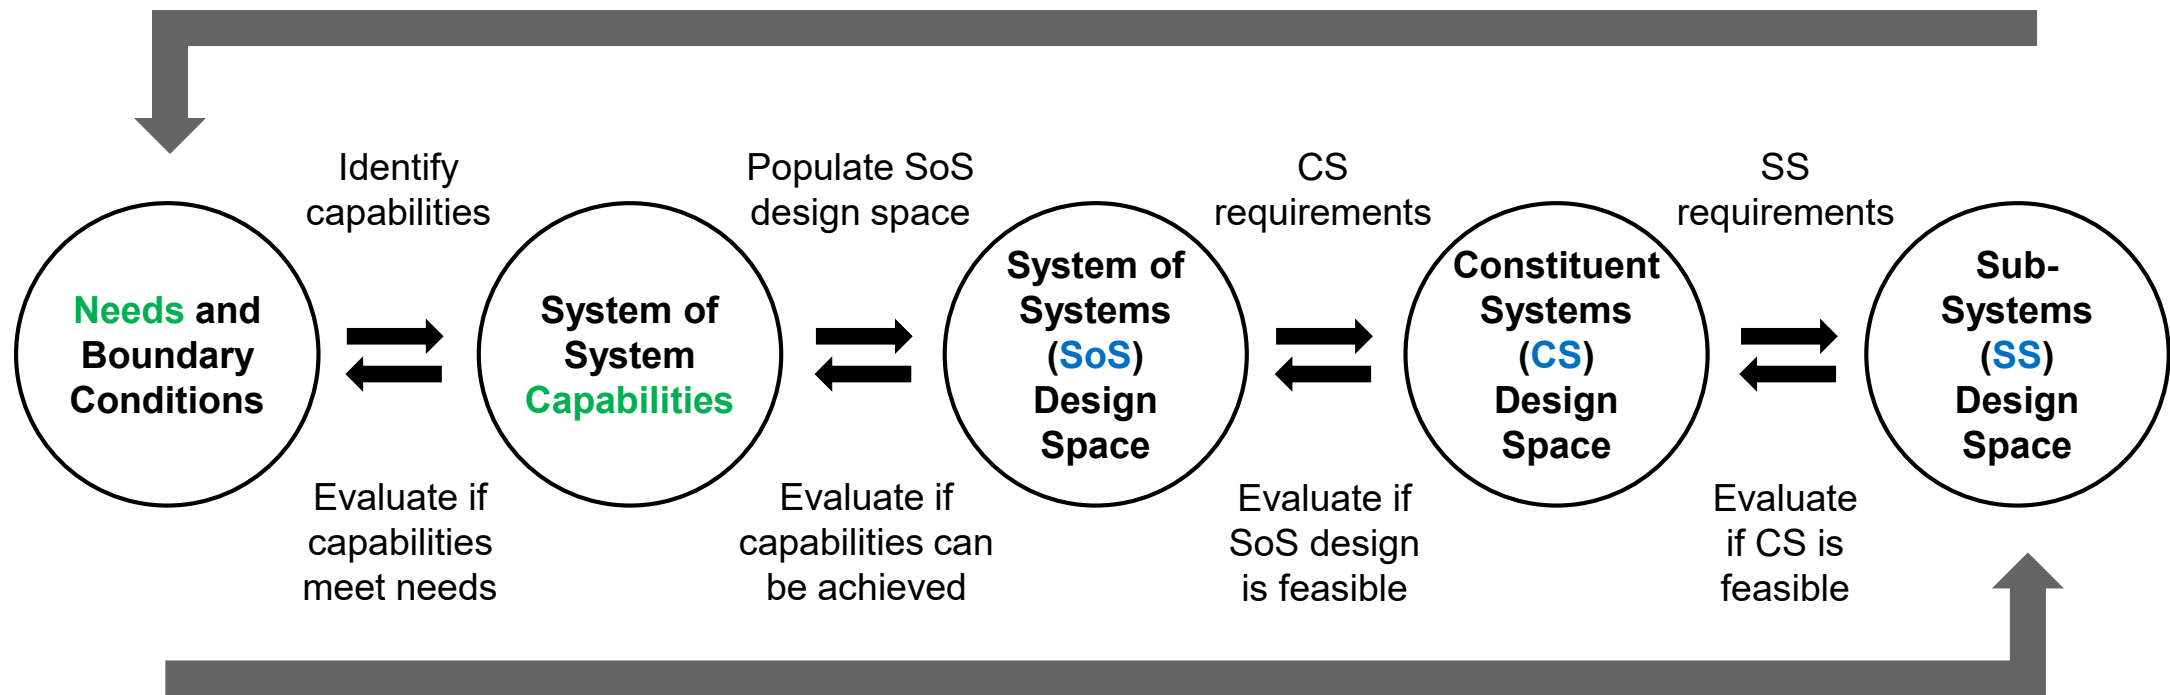 Identify
capabilities
Populate SoS
design space
CS
requirements
SS
requirements
Needs and
Boundary
Conditions
System of
System
Capabilities
System of
Systems
(SoS)
Design
Space
Constituent
Systems
(CS)
Design
Space
Sub-
Systems
(SS)
Design
Space
Evaluate if
capabilities
meet needs
Evaluate if
capabilities can
be achieved
Evaluate if
SoS design
is feasible
Evaluate
if CS is
feasible